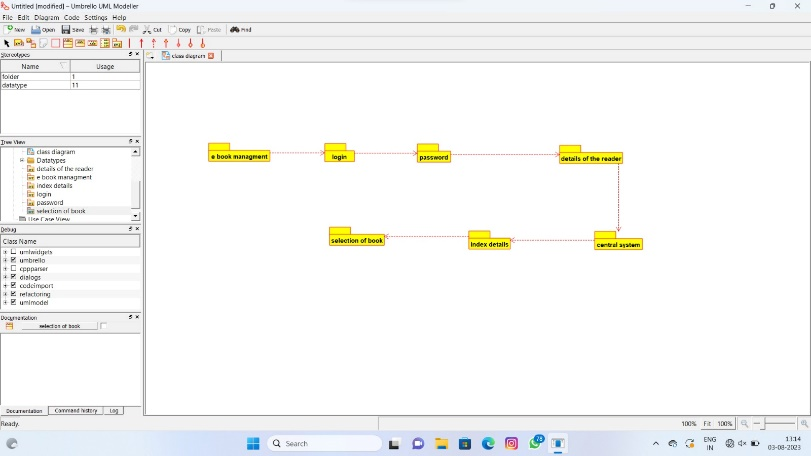 Untitled [modified] – Umbrello UML Modeller
File Edit Diagram Code Settings Help
New Open Save Cut Copy Paste Find
Stereotypes
Name Usage
folder 1
datatype 11
Tree View
class diagram
Datatypes
details of the reader
e book managment
index details
login
password
selection of book
Use Case View
Debug
Class Name
umlwidgets
umbrello
cppparser
dialogs
codeimport
refactoring
umlmodel
Documentation
selection of book
Documentation Command history Log
Ready.
class diagram
e book managment
login
password
details of the reader
selection of book
index details
central system
100% Fit 100%
Search
78
ENG
IN
13:14
03-08-2023